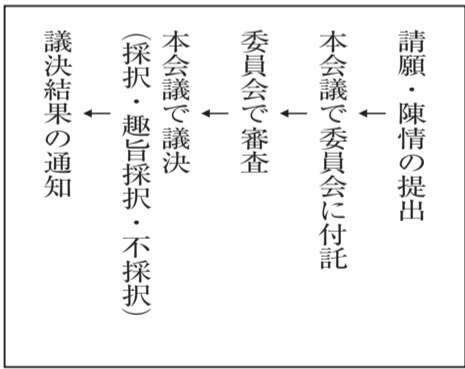 請願・陳情の提出
↓
本会議で委員会に付託
↓
委員会で審査
↓
本会議で議決
(採択・趣旨採択・不採択)
↓
議決結果の通知